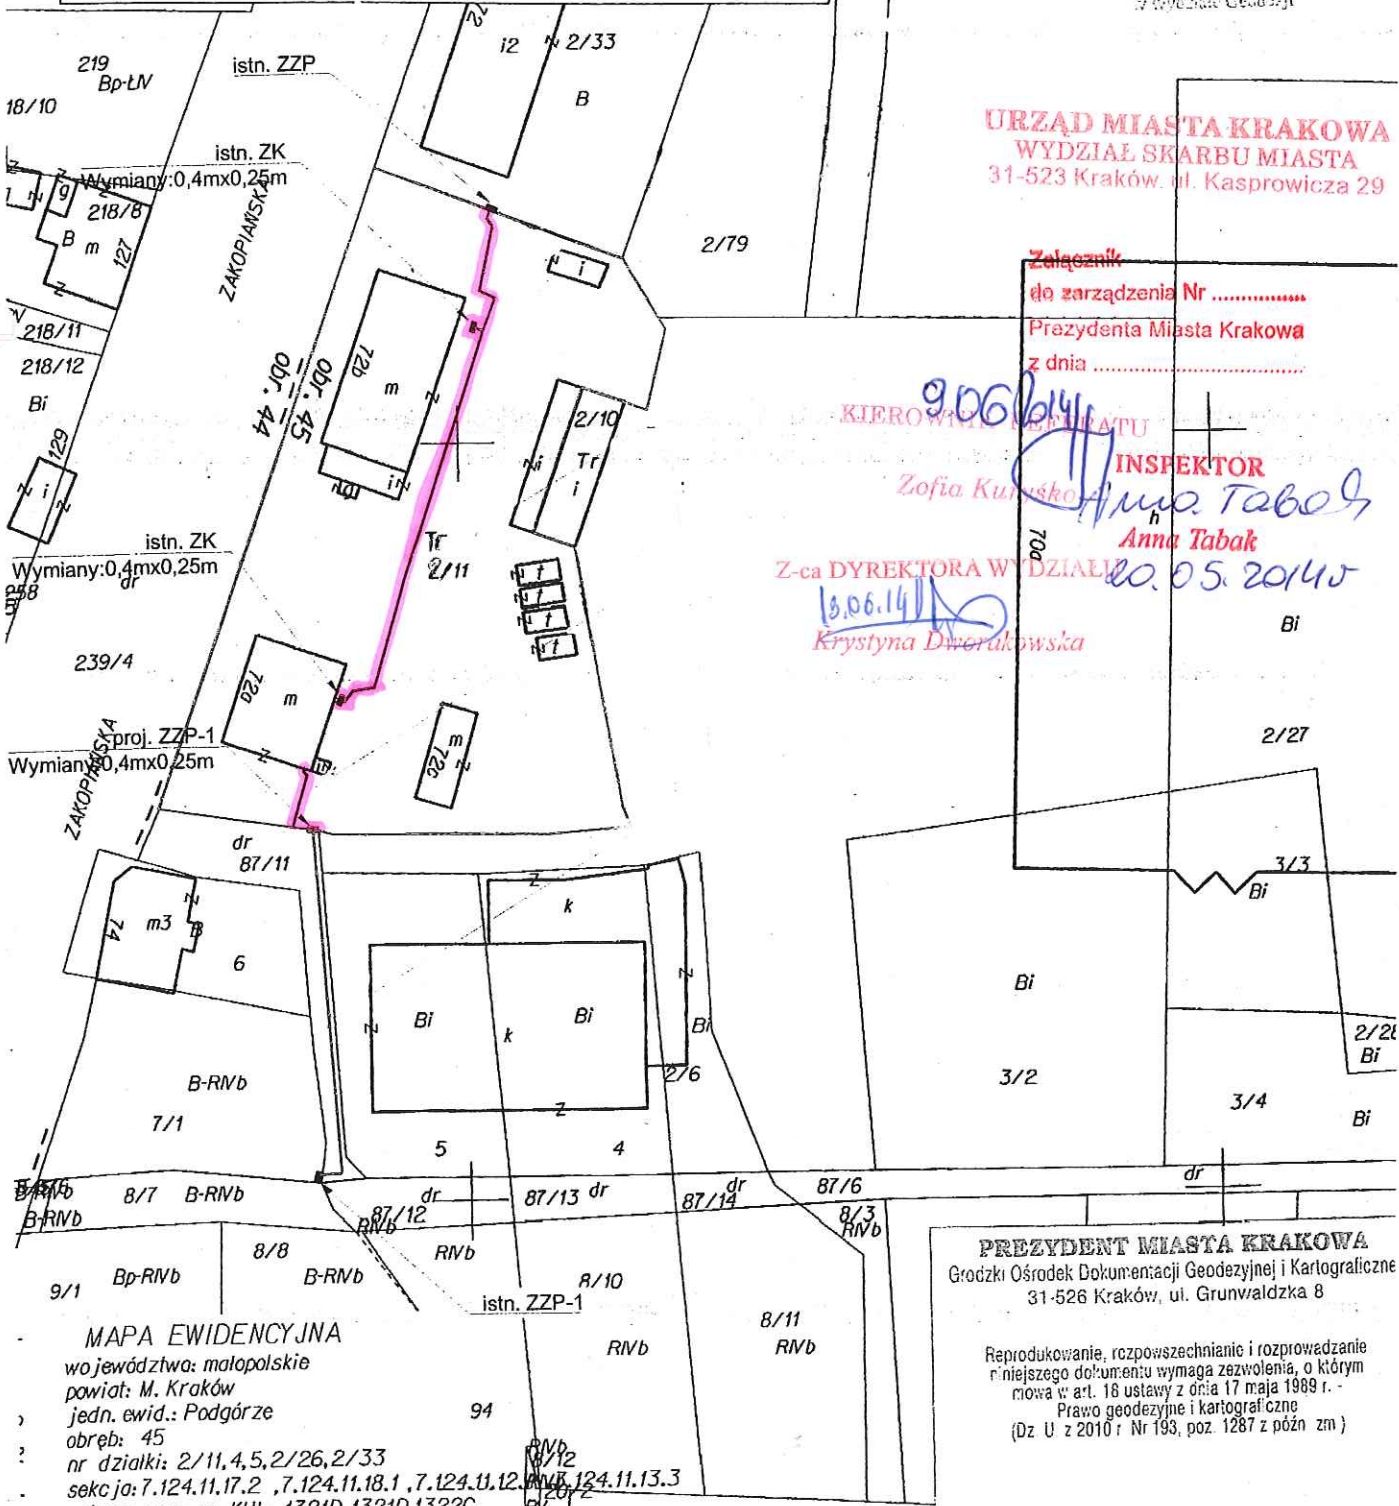 219
Bp-ŁIV
18/10
istn. ZZP
i2
2/33
B
72
istn. ZK
Wymiany:0,4mx0,25m
g
218/8
B
m
127
ZAKOPIAŃSKA
218/11
218/12
Bi
129
i
2/79
i
72b
m
obr. 45
obr. 44
i
2/10
Tr
i
i
Tr
2/11
istn. ZK
Wymiany:0,4mx0,25m
dr
239/4
t
t
t
t
72a
m
m
72c
proj. ZZP-1
Wymiany:0,4mx0,25m
ZAKOPIAŃSKA
dr
87/11
74
m3
B
6
k
Bi
k
Bi
Bi
2/6
B-RIVb
7/1
5
4
URZĄD MIASTA KRAKOWA
WYDZIAŁ SKARBU MIASTA
31-523 Kraków, ul. Kasprowicza 29
Załącznik
do zarządzenia Nr ...............
Prezydenta Miasta Krakowa
z dnia ...................................
KIEROWNIK REFERATU
Zofia
INSPEKTOR
Anna Tabak
Anna Tabak
20.05.2014r
h
70a
Z-ca DYREKTORA WYDZIAŁU
13.06.14
Krystyna Dworakowska
Bi
2/27
3/3
Bi
Bi
3/2
3/4
Bi
2/28
Bi
8/7
B-RIVb
B-RIVb
dr
87/12
RIVb
87/13
dr
dr
87/14
87/6
dr
8/3
RIVb
9/1
Bp-RIVb
8/8
B-RIVb
RIVb
8/10
istn. ZZP-1
RIVb
8/11
RIVb
94
MAPA EWIDENCYJNA
województwo: małopolskie
powiat: M. Kraków
jedn. ewid.: Podgórze
obręb: 45
nr działki: 2/11,4,5,2/26,2/33
sekcja: 7.124.11.17.2 ,7.124.11.18.1 ,7.124.11.12. 7.124.11.13.3
RIVb
8/12
PREZYDENT MIASTA KRAKOWA
Grodzki Ośrodek Dokumentacji Geodezyjnej i Kartograficzne
31-526 Kraków, ul. Grunwaldzka 8
Reprodukowanie, rozpowszechnianie i rozprowadzanie
niniejszego dokumentu wymaga zezwolenia, o którym
mowa w art. 18 ustawy z dnia 17 maja 1989 r. -
Prawo geodezyjne i kartograficzne
(Dz. U. z 2010 r Nr 193, poz. 1287 z późn zm )